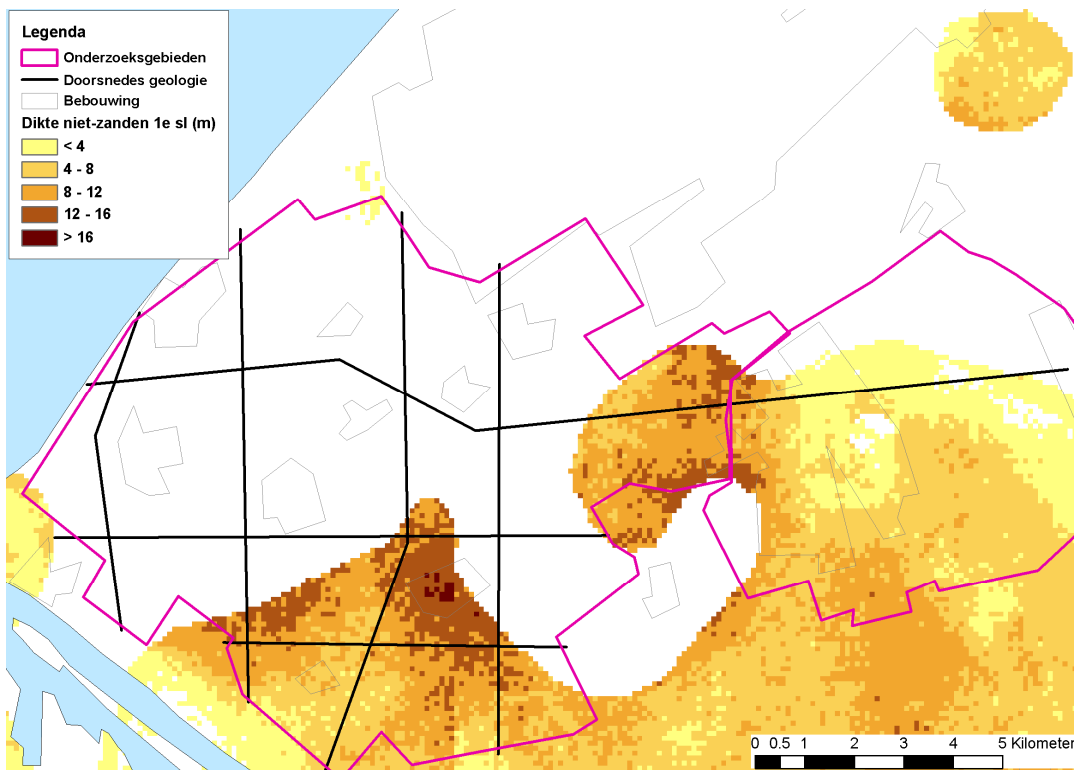 Legenda
Onderzoeksgebieden
Doorsnedes geologie
Bebouwing
Dikte niet-zanden 1e sl (m)
< 4
4 - 8
8 - 12
12 - 16
> 16
0 0.5 1 2 3 4 5 Kilometer